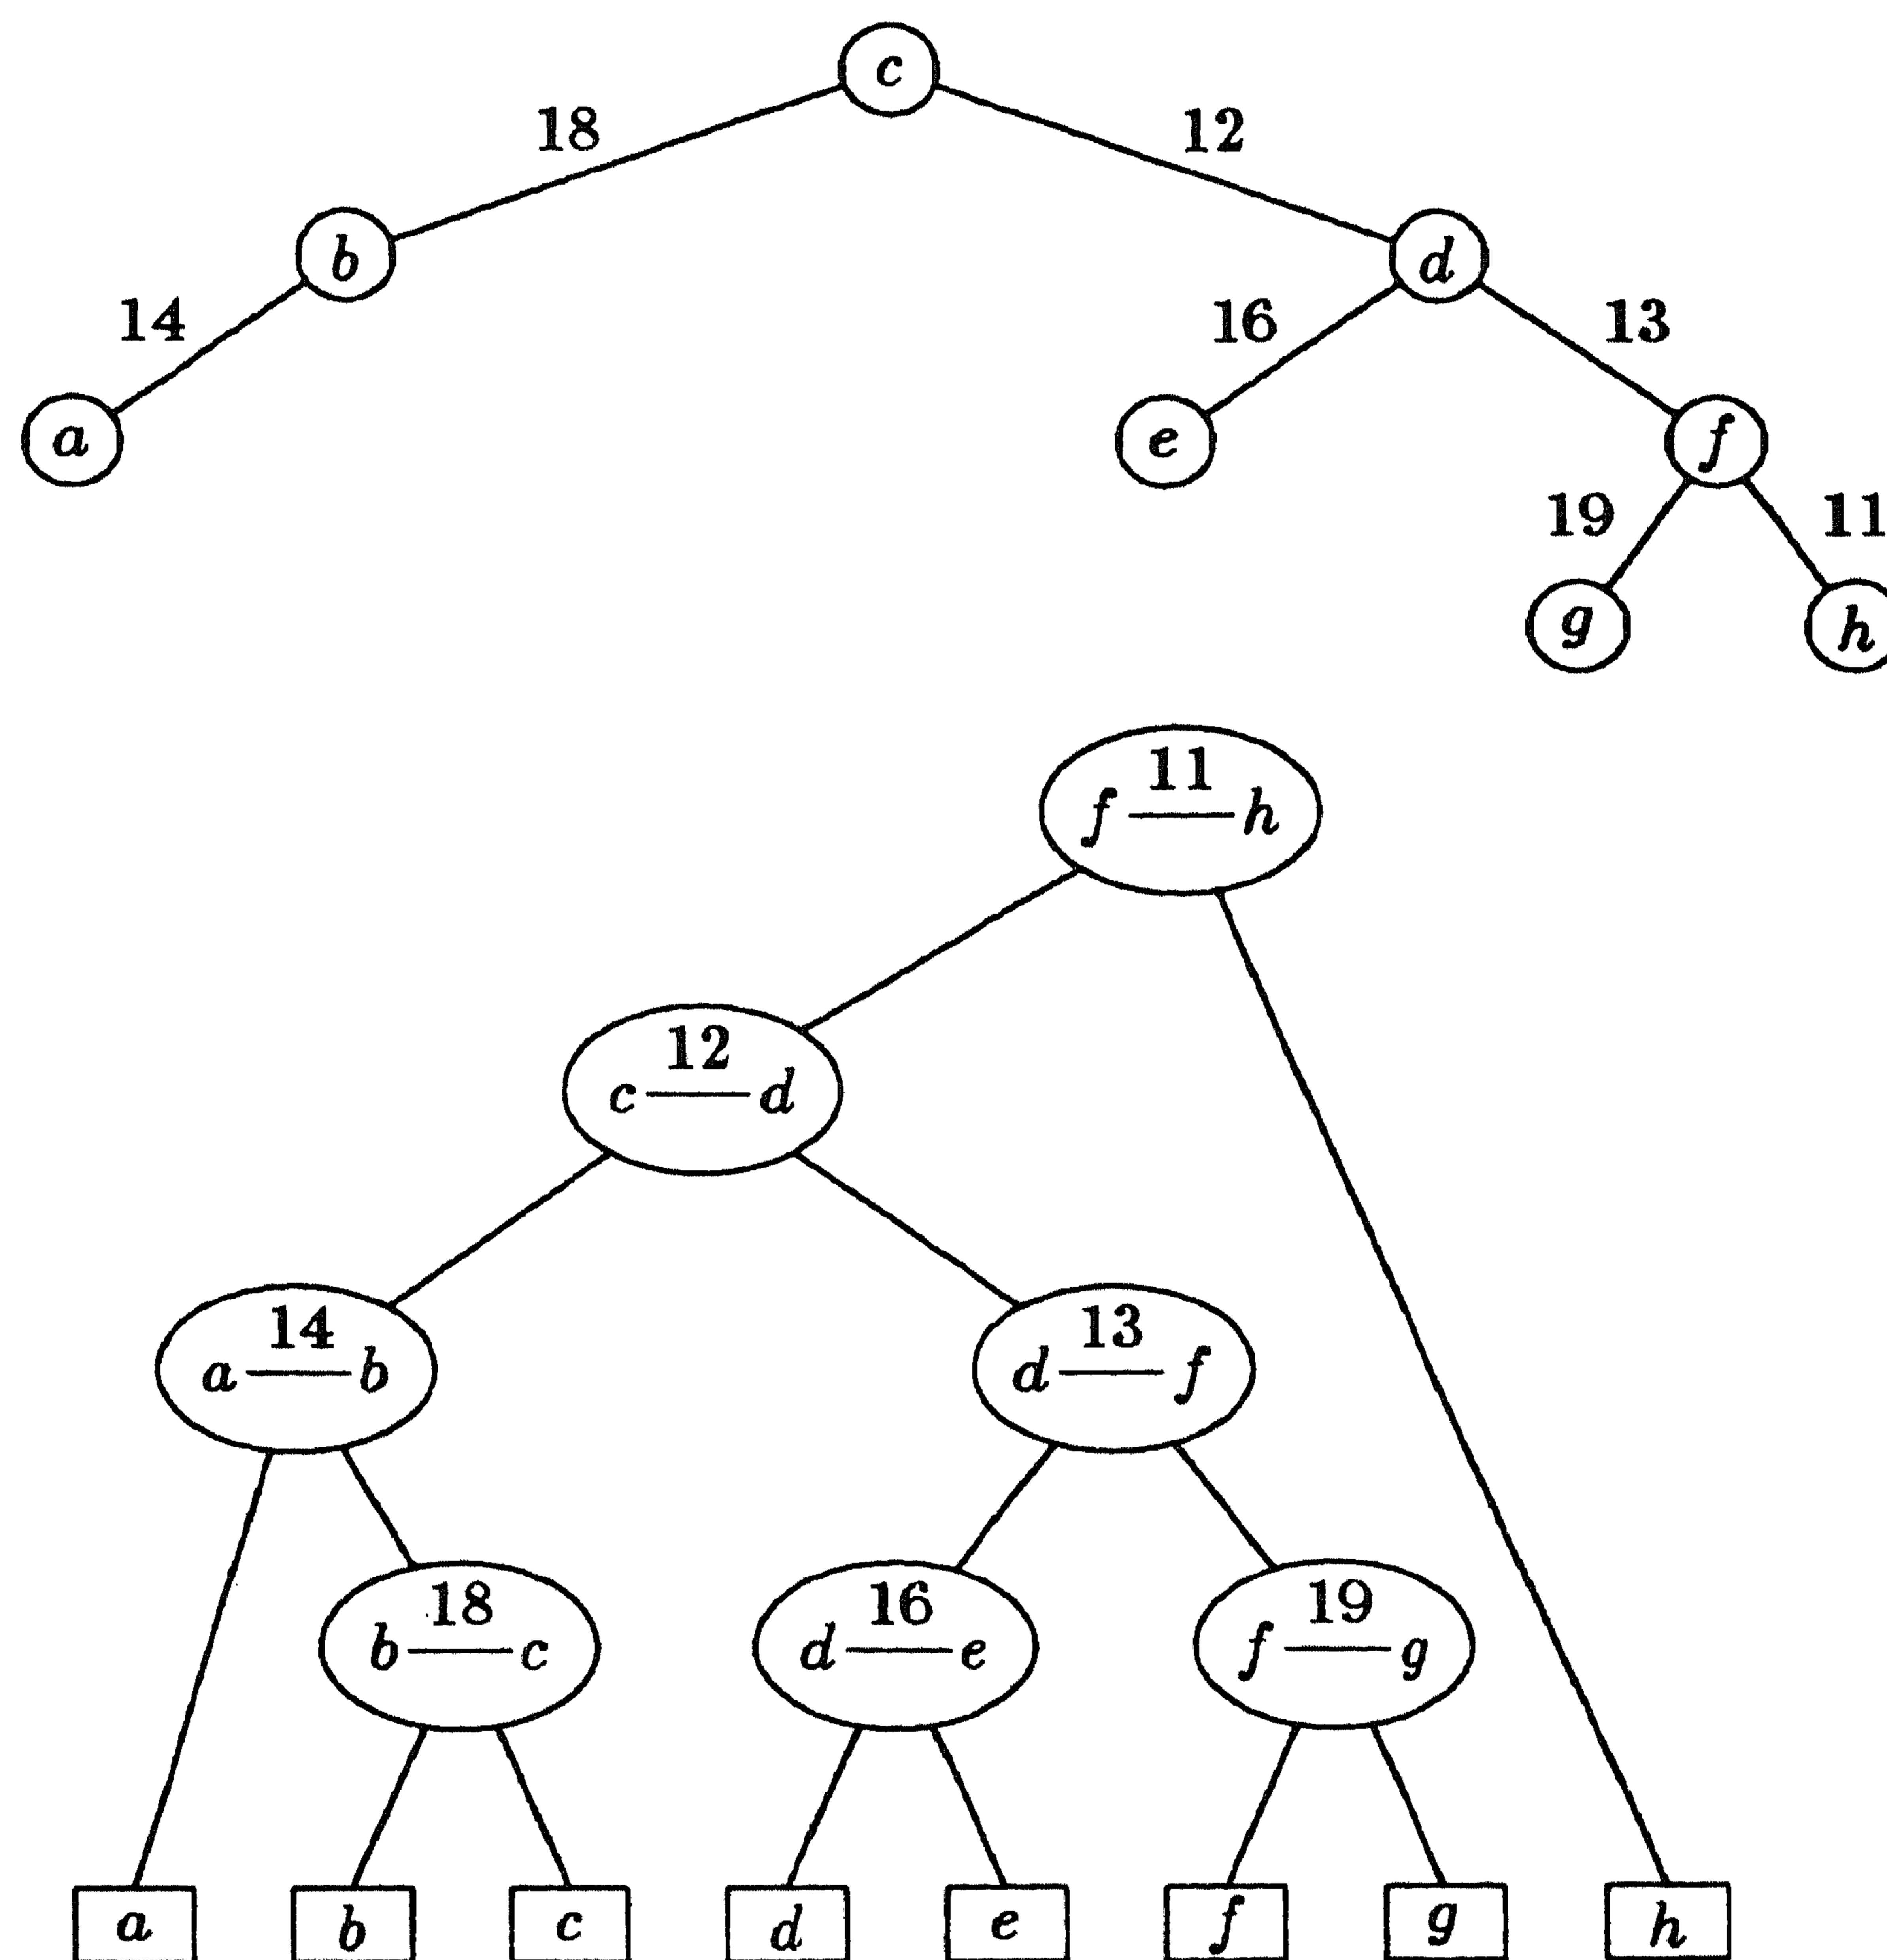 c
18 12
b d
14 16 13
a e f
19 11
g h
11
f h
12
c d
14 13
a b d f
18 16 19
b c d e f g
a b c d e f g h